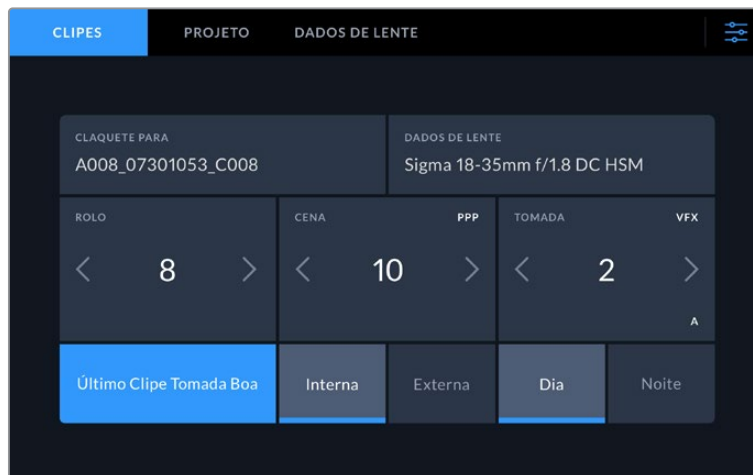 CLIPES PROJETO DADOS DE LENTE
CLAQUETE PARA DADOS DE LENTE
A008_07301053_C008 Sigma 18-35mm f/1.8 DC HSM
ROLO CENA PPP TOMADA VFX
8 10 2
A
Último Clipe Tomada Boa Interna Externa Dia Noite